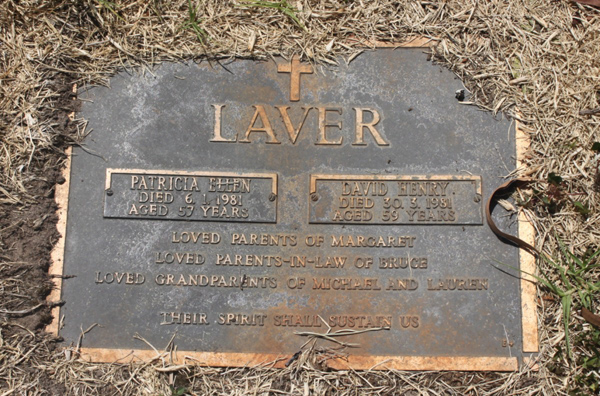 LAVER
PATRICIA ELLEN
DIED 6.1.1981
AGED 57 YEARS
DAVID HENRY
DIED 30.3.1981
AGED 59 YEARS
LOVED PARENTS OF MARGARET
LOVED PARENTS-IN-LAW OF BRUCE
LOVED GRANDPARENTS OF MICHAEL AND LAUREN
THEIR SPIRIT SHALL SUSTAIN US